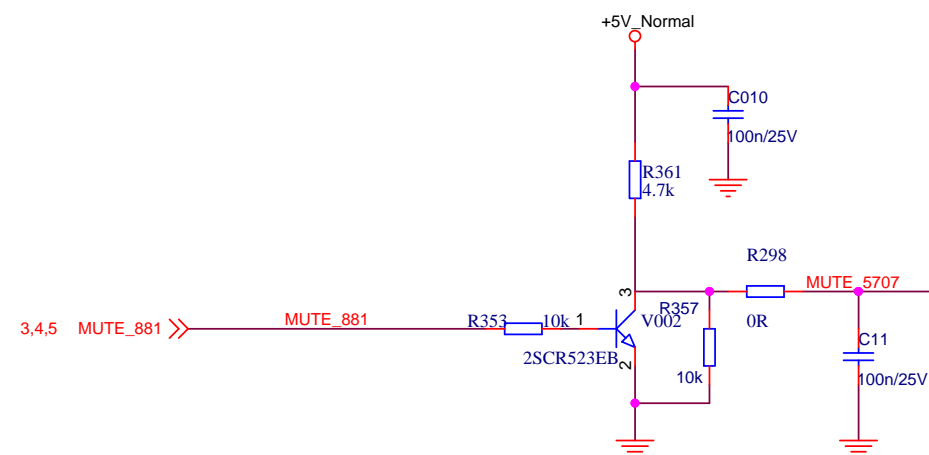 +5V_Normal
C010
100n/25V
R361
4.7k
R298
MUTE_5707
3
R357
3,4,5 MUTE_881
MUTE_881
R353
10k
1
V002
0R
2SCR523EB
2
10k
C11
100n/25V